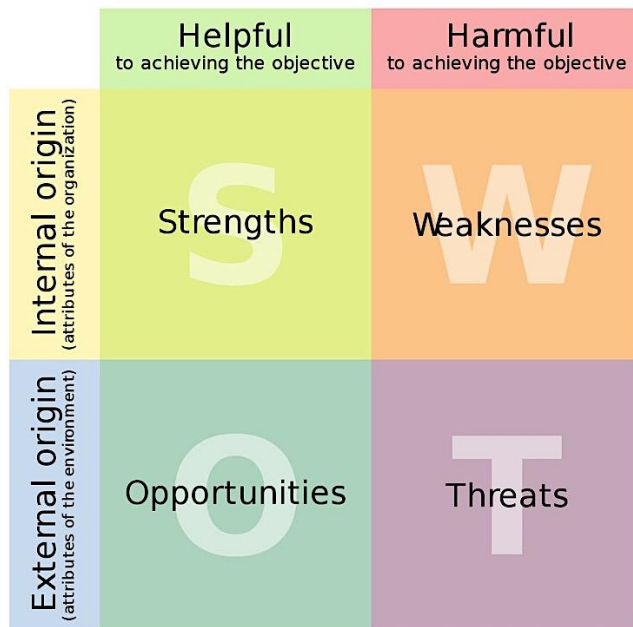 Helpful
to achieving the objective
Harmful
to achieving the objective
Internal origin
(attributes of the organization)
S
Strengths
W
Weaknesses
External origin
(attributes of the environment)
O
Opportunities
T
Threats